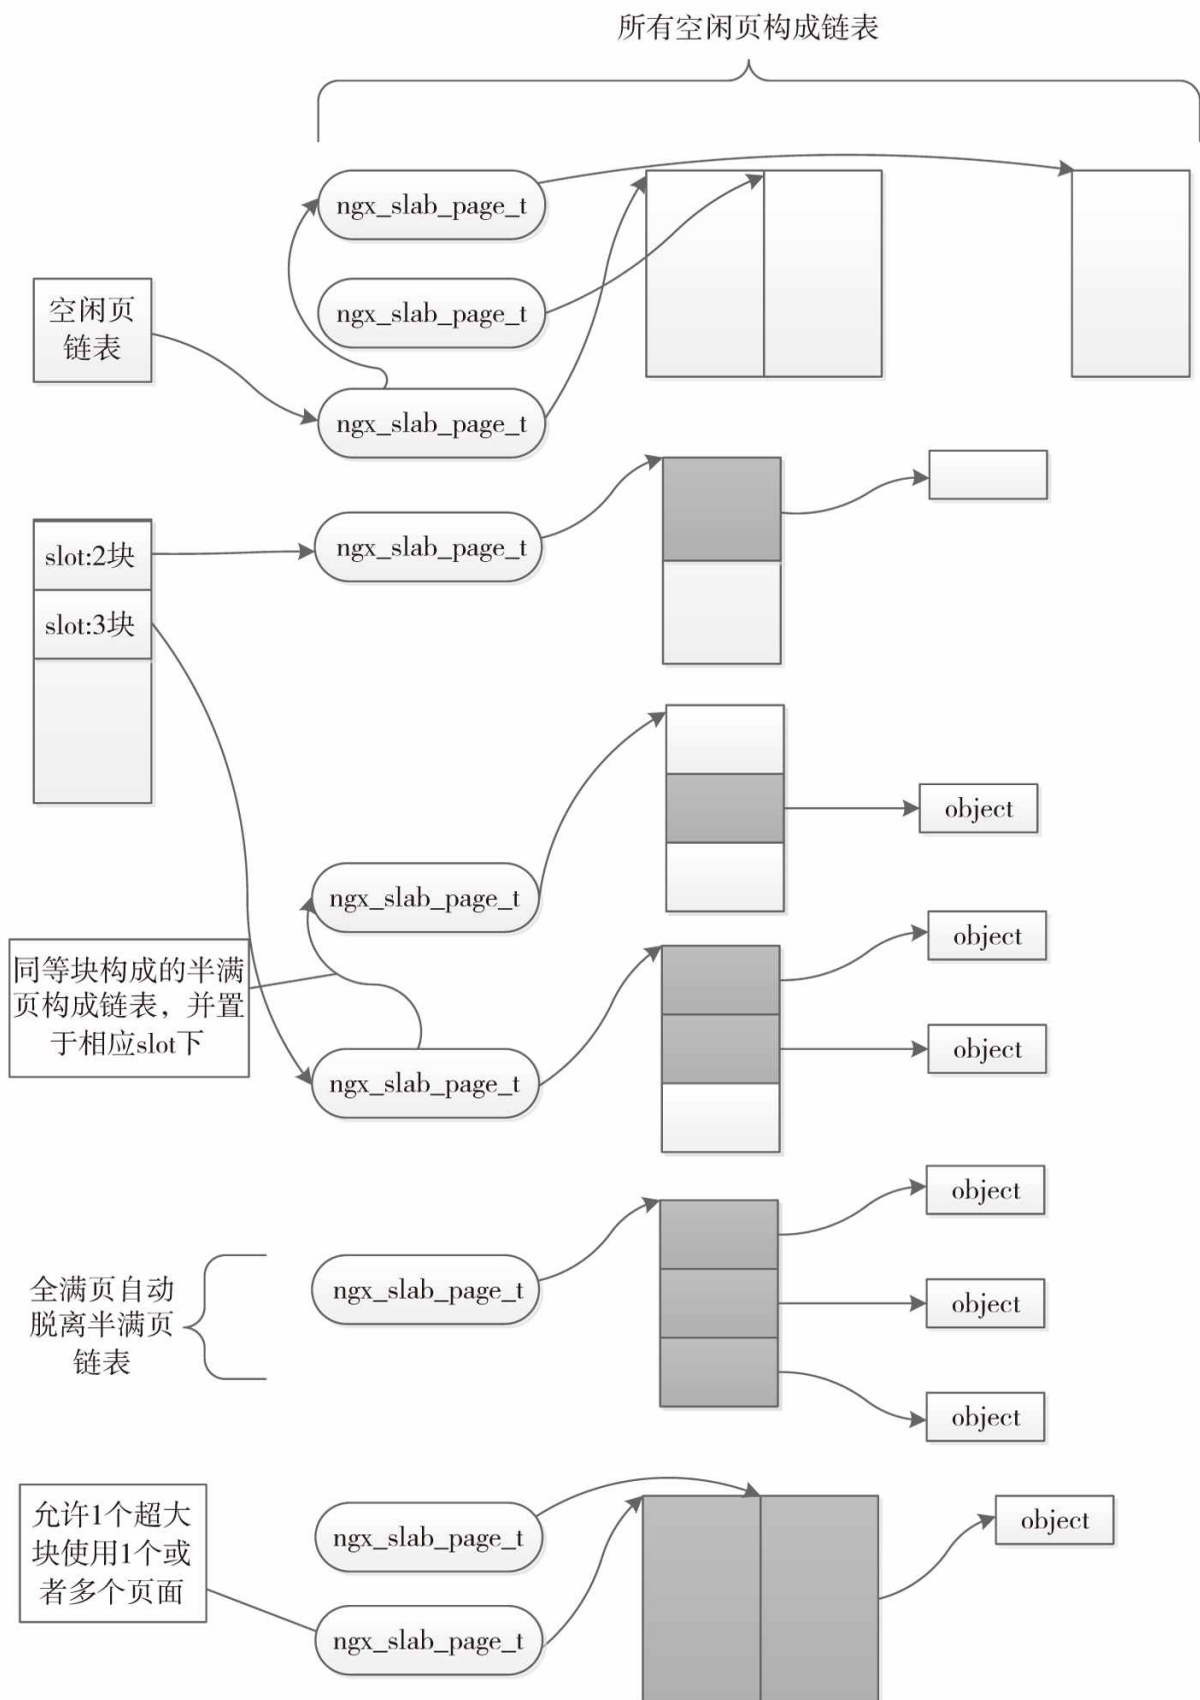 所有空闲页构成链表
ngx_slab_page_t
空闲页
链表
ngx_slab_page_t
ngx_slab_page_t
slot:2块
ngx_slab_page_t
slot:3块
object
ngx_slab_page_t
object
同等块构成的半满
页构成链表，并置
于相应slot下
object
ngx_slab_page_t
object
全满页自动
脱离半满页
链表
ngx_slab_page_t
object
object
允许1个超大
块使用1个或
者多个页面
ngx_slab_page_t
object
ngx_slab_page_t